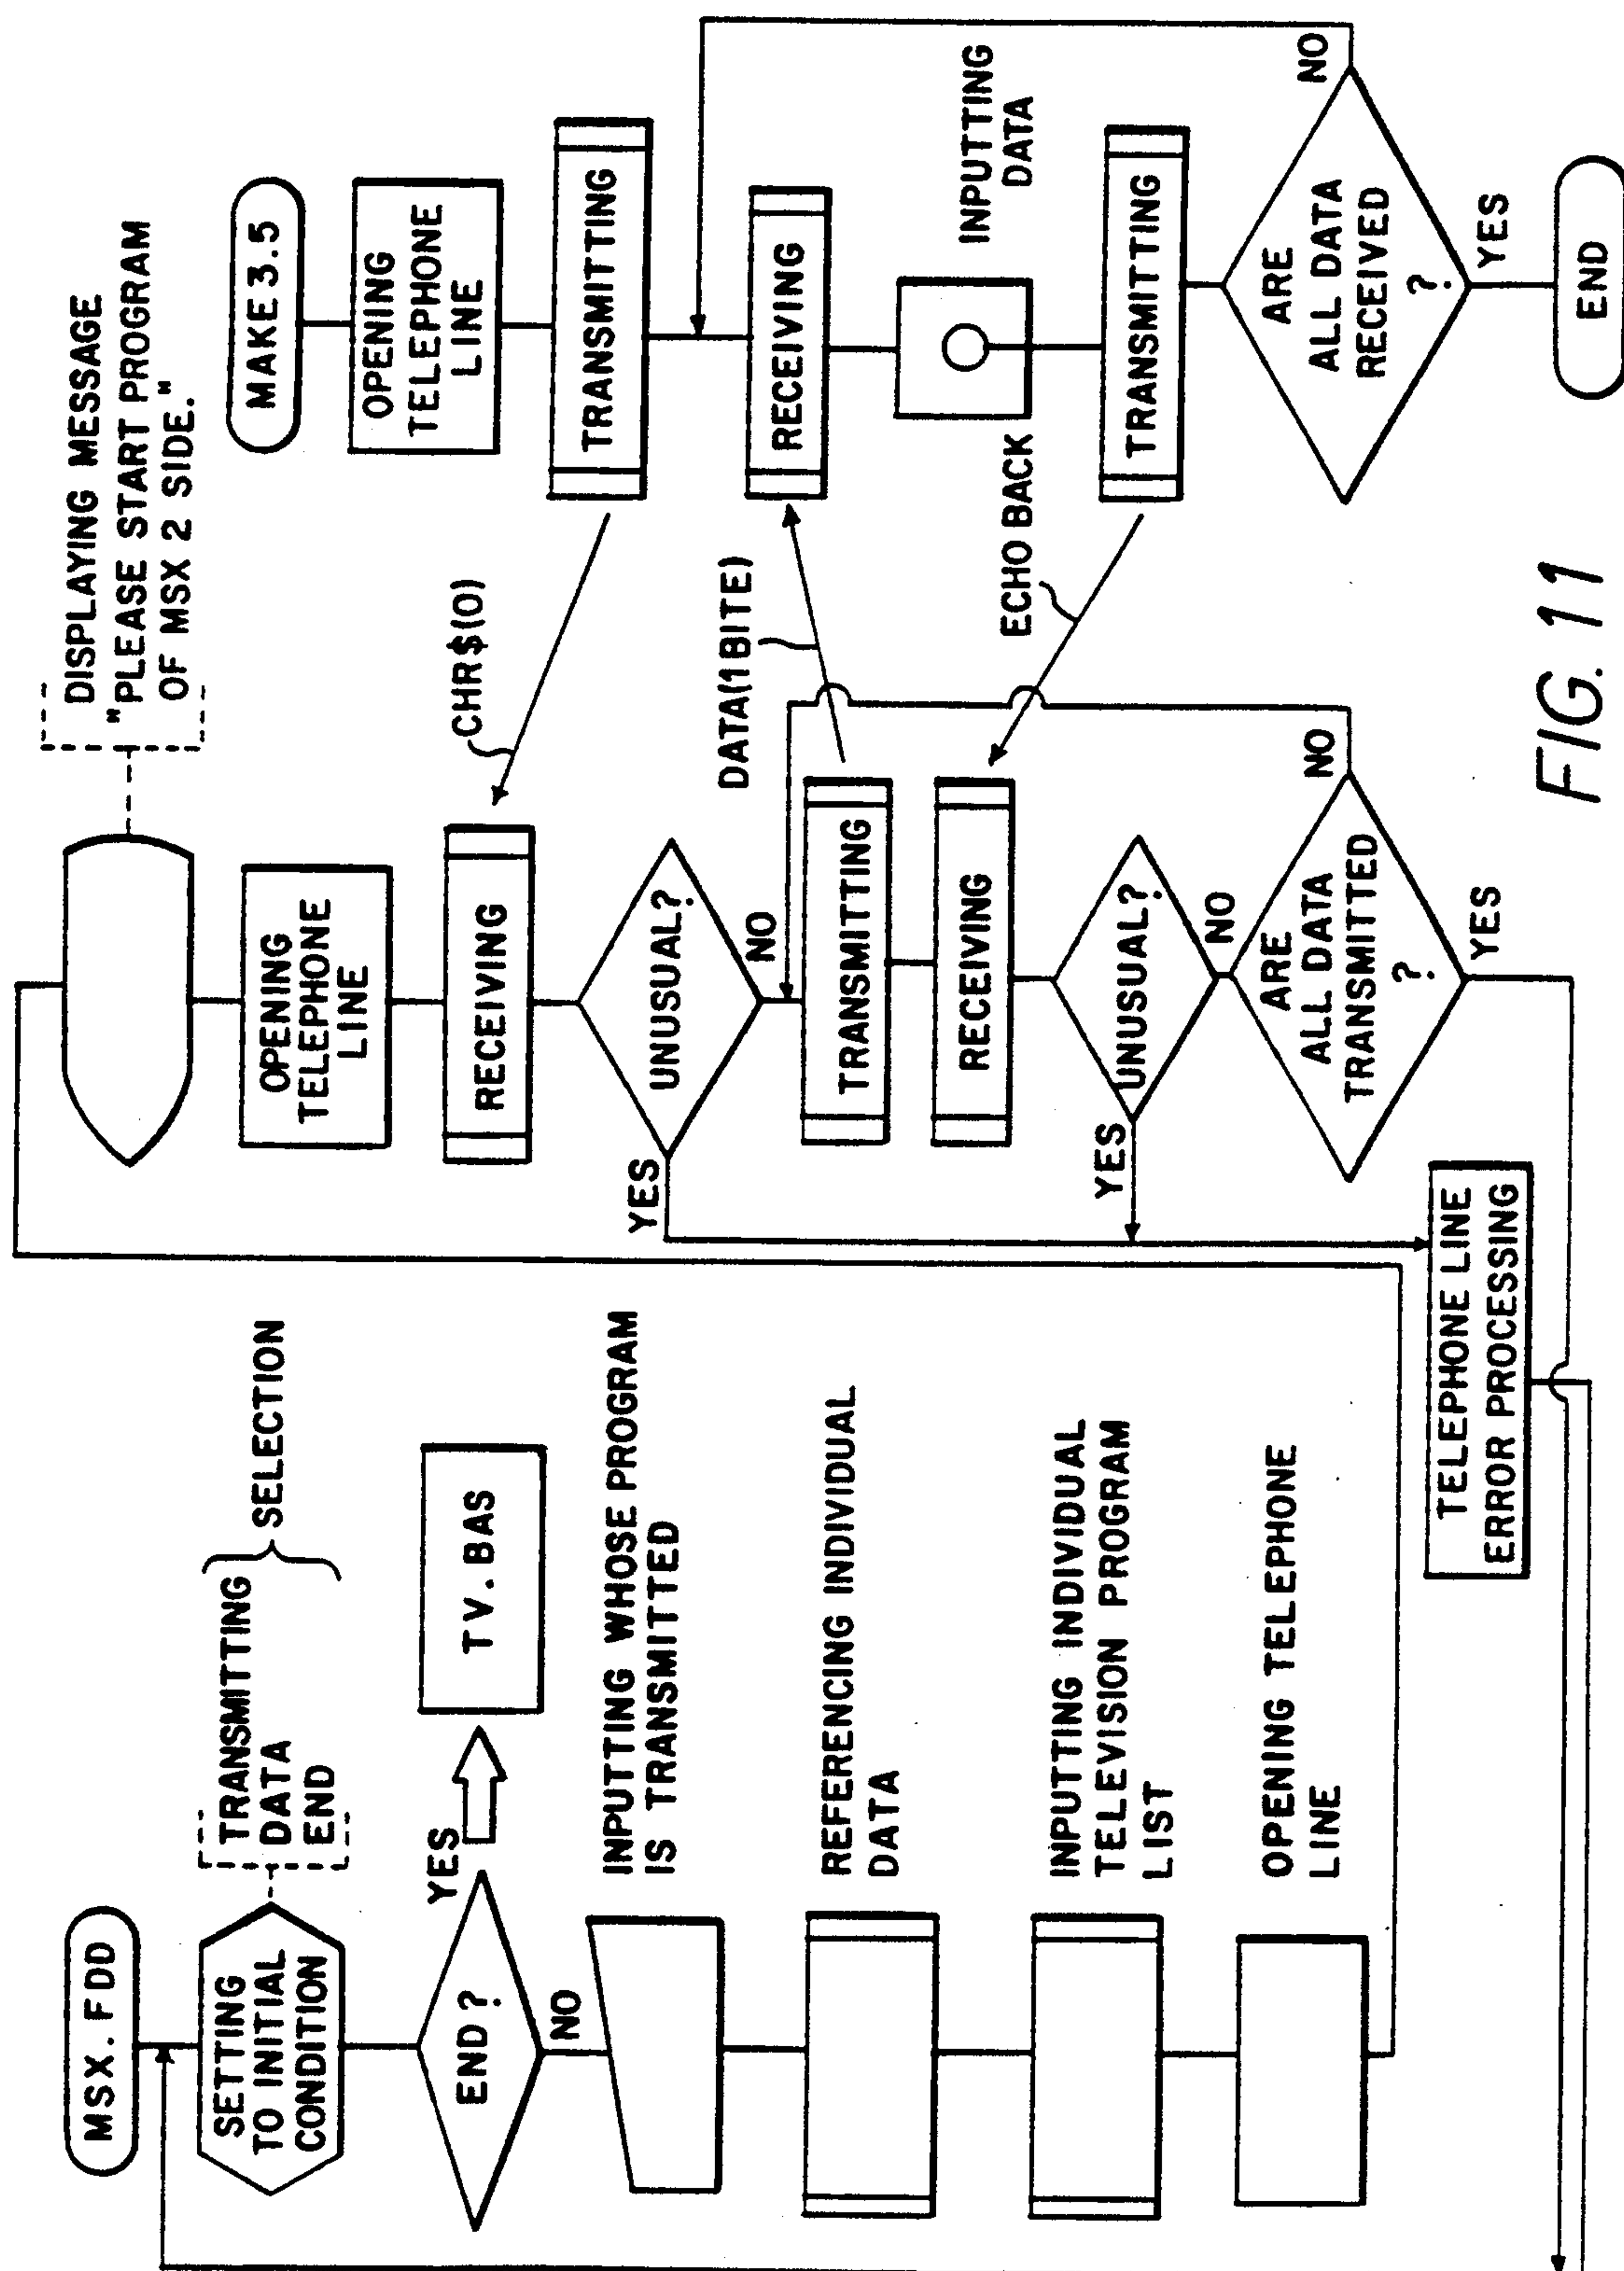 MSX. FDD
SETTING
TO INITIAL
CONDITION
TRANSMITTING
DATA
END
SELECTION
END?
YES
TV. BAS
NO
INPUTTING WHOSE PROGRAM
IS TRANSMITTED
REFERENCING INDIVIDUAL
DATA
INPUTTING INDIVIDUAL
TELEVISION PROGRAM
LIST
OPENING TELEPHONE
LINE
DISPLAYING MESSAGE
"PLEASE START PROGRAM
OF MSX 2 SIDE."
OPENING
TELEPHONE
LINE
RECEIVING
CHR$(0)
UNUSUAL?
YES
NO
TRANSMITTING
DATA(1BITE)
RECEIVING
ECHO BACK
UNUSUAL?
YES
NO
ARE
ALL DATA
TRANSMITTED
?
NO
YES
TELEPHONE LINE
ERROR PROCESSING
MAKE 3.5
OPENING
TELEPHONE
LINE
TRANSMITTING
RECEIVING
INPUTTING
DATA
TRANSMITTING
ARE
ALL DATA
RECEIVED
?
NO
YES
END
FIG. 11